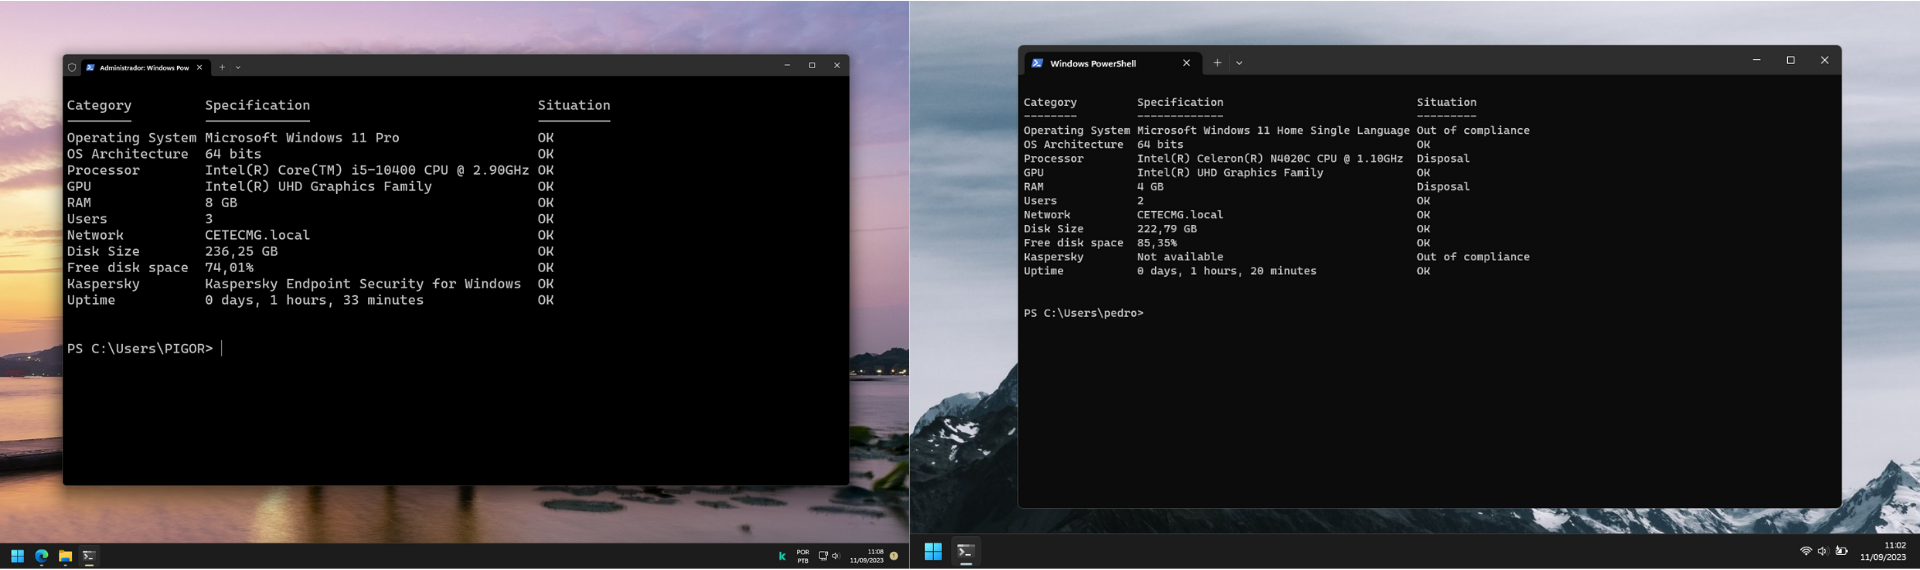 Administrador: Windows Pow
Category Specification Situation
Operating System Microsoft Windows 11 Pro OK
OS Architecture 64 bits OK
Processor Intel(R) Core(TM) i5-10400 CPU @ 2.90GHz OK
GPU Intel(R) UHD Graphics Family OK
RAM 8 GB OK
Users 3 OK
Network CETECMG.local OK
Disk Size 236,25 GB OK
Free disk space 74,01% OK
Kaspersky Kaspersky Endpoint Security for Windows OK
Uptime 0 days, 1 hours, 33 minutes OK
PS C:\Users\PIGOR>
POR
PTB
11:08
11/09/2023
Windows PowerShell
Category Specification Situation
-------- ------------- ---------
Operating System Microsoft Windows 11 Home Single Language Out of compliance
OS Architecture 64 bits OK
Processor Intel(R) Celeron(R) N4020C CPU @ 1.10GHz Disposal
GPU Intel(R) UHD Graphics Family OK
RAM 4 GB Disposal
Users 2 OK
Network CETECMG.local OK
Disk Size 222,79 GB OK
Free disk space 85,35% OK
Kaspersky Not available Out of compliance
Uptime 0 days, 1 hours, 20 minutes OK
PS C:\Users\pedro>
11:02
11/09/2023